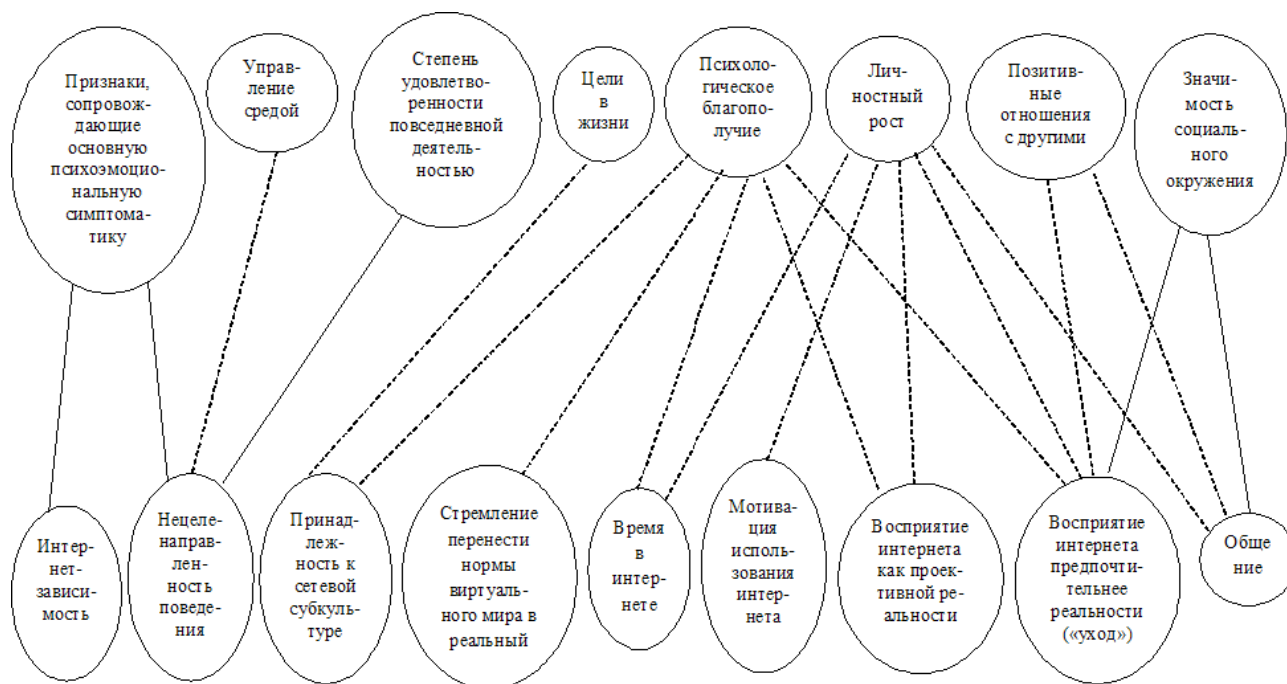 Признаки,
сопровож-
дающие
основную
психоэмоцио-
нальную
симптома-
тику
Управ-
ление
средой
Степень
удовлетво-
ренности
повседневной
деятель-
ностью
Цели
в
жизни
Психоло-
гическое
благопо-
лучие
Лич-
ностный
рост
Позитив-
ные
отношения
с другими
Значи-
мость
социаль-
ного
окружения
Интер-
нет-
зависи-
мость
Нецеле-
направ-
лен-
ность
поведе-
ния
Принад-
леж-
ность к
сетевой
субкуль-
туре
Стремление
перенести
нормы
виртуаль-
ного мира в
реальный
Время
в
интер-
нете
Мотива-
ция
исполь-
зования
интер-
нета
Восприятие
интернета
как проек-
тивной ре-
альности
Восприятие
интернета
предпочти-
тельнее
реальности
(«уход»)
Обще
ние